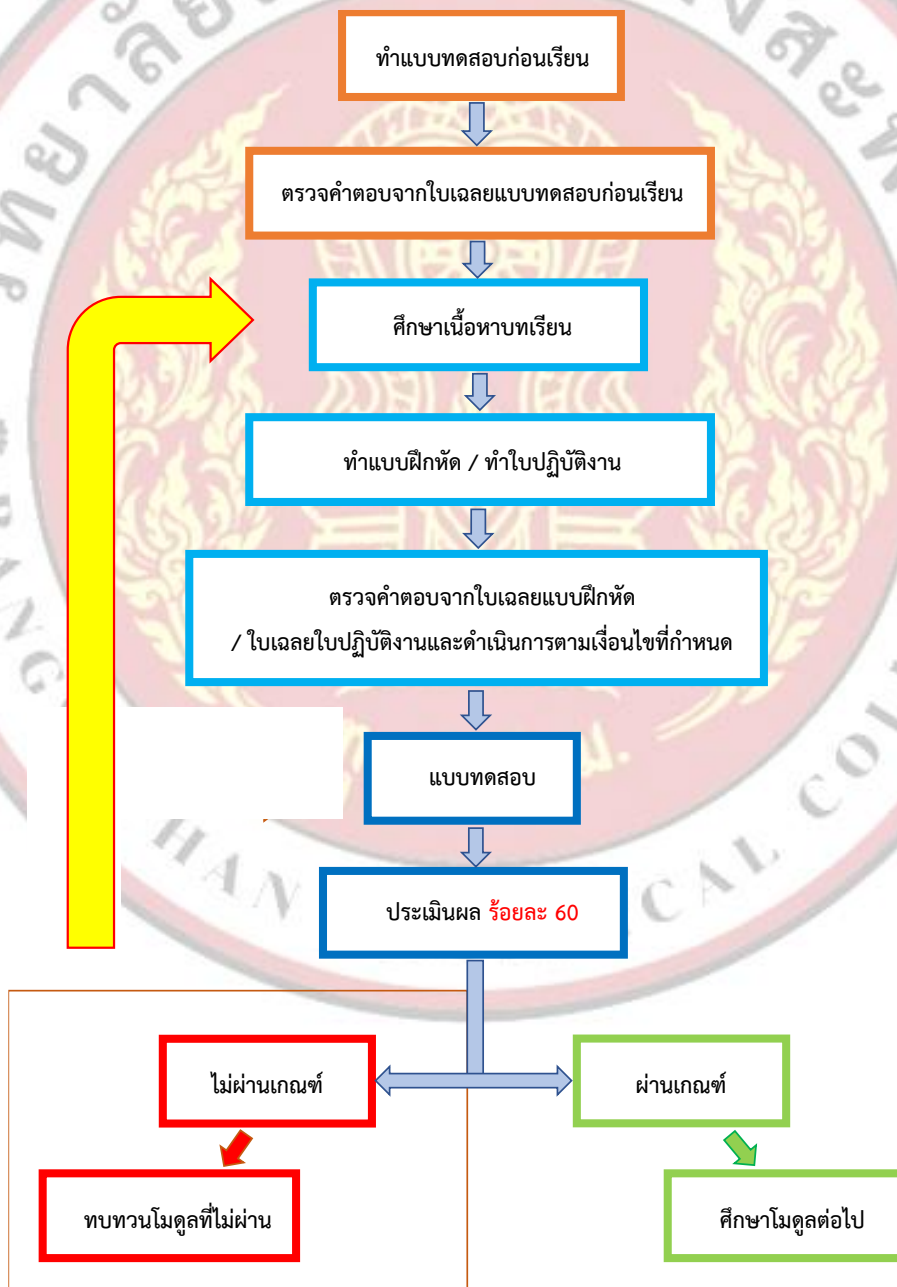 ทำแบบทดสอบก่อนเรียน
ตรวจคำตอบจากใบเฉลยแบบทดสอบก่อนเรียน
ศึกษาเนื้อหาบทเรียน
ทำแบบฝึกหัด / ทำใบปฏิบัติงาน
ตรวจคำตอบจากใบเฉลยแบบฝึกหัด
/ ใบเฉลยใบปฏิบัติงานและดำเนินการตามเงื่อนไขที่กำหนด
แบบทดสอบ
ประเมินผล ร้อยละ 60
ไม่ผ่านเกณฑ์
ผ่านเกณฑ์
ทบทวนโมดูลที่ไม่ผ่าน
ศึกษาโมดูลต่อไป